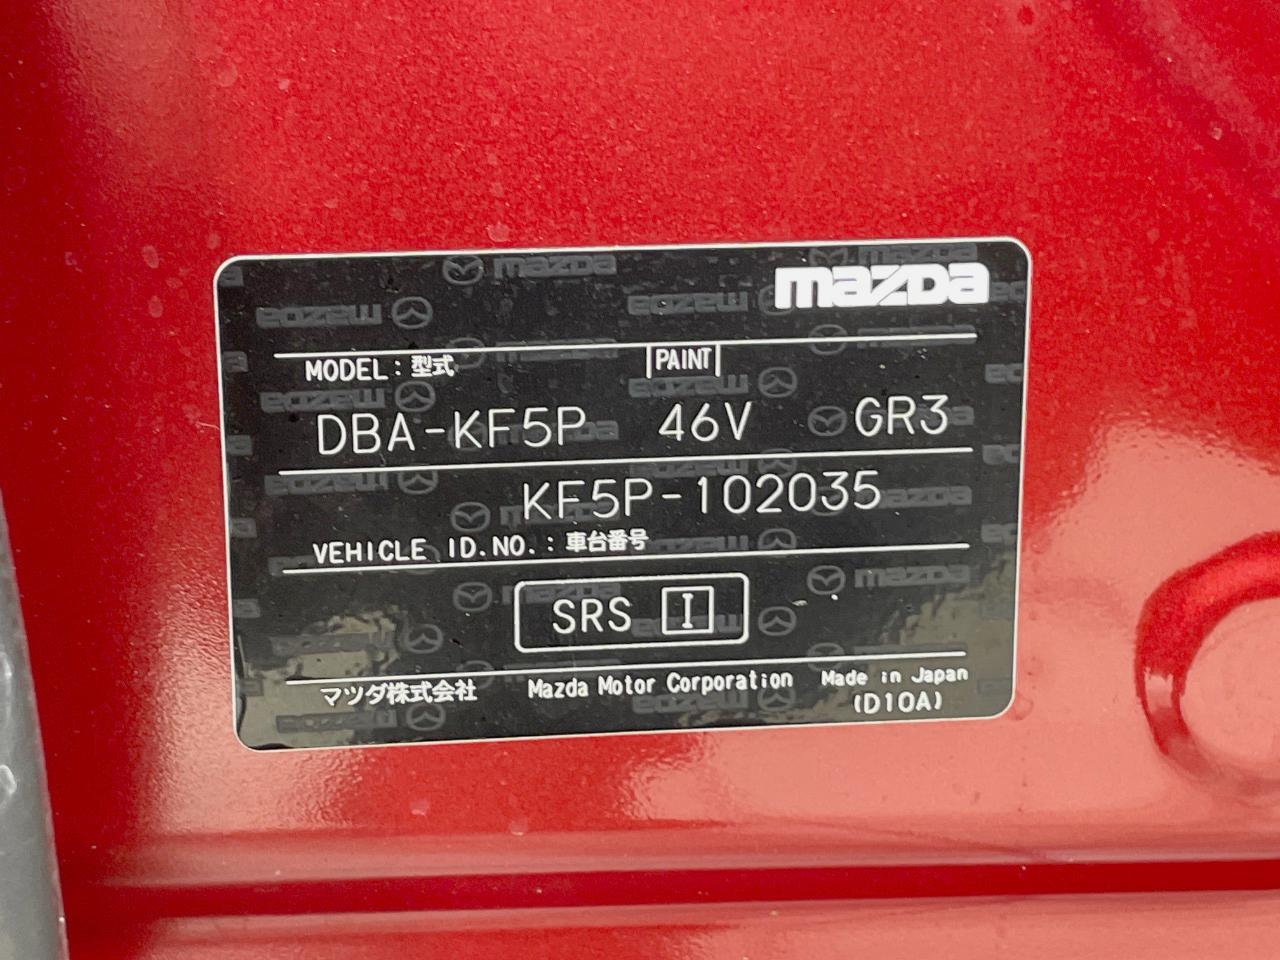 mazda
MODEL：型式 PAINT
DBA-KF5P 46V GR3
KF5P-102035
VEHICLE ID.NO.：車台番号
SRS I
マツダ株式会社 Mazda Motor Corporation Made in Japan
(D10A)